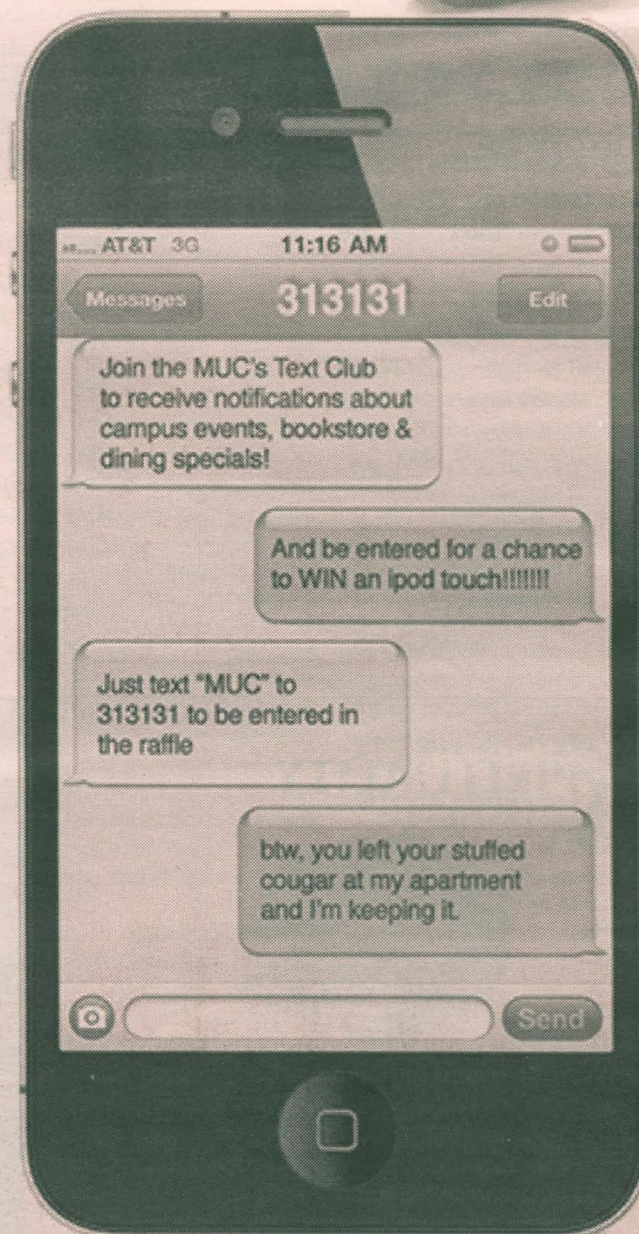 AT&T 3G 11:16 AM
Messages 313131 Edit
Join the MUC's Text Club
to receive notifications about
campus events, bookstore &
dining specials!
And be entered for a chance
to WIN an ipod touch!!!!!!!
Just text "MUC" to
313131 to be entered in
the raffle
btw, you left your stuffed
cougar at my apartment
and I'm keeping it.
Send